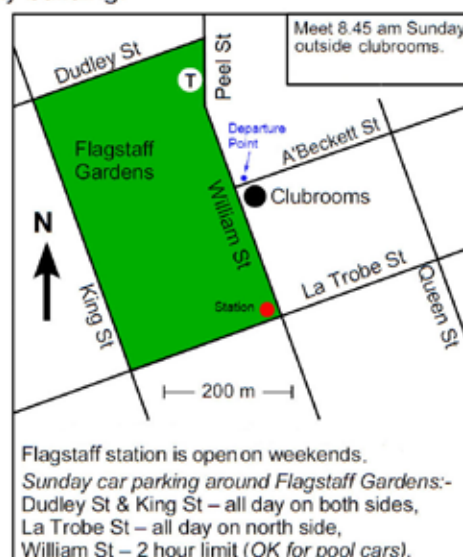 Meet 8.45 am Sunday
outside clubrooms.
Dudley St
Peel St
T
Departure
Point
A'Beckett St
Flagstaff
Gardens
William St
Clubrooms
N
King St
Station
La Trobe St
Queen St
200 m
Flagstaff station is open on weekends.
Sunday car parking around Flagstaff Gardens:-
Dudley St & King St – all day on both sides,
La Trobe St – all day on north side,
William St – 2 hour limit (OK for pool cars).